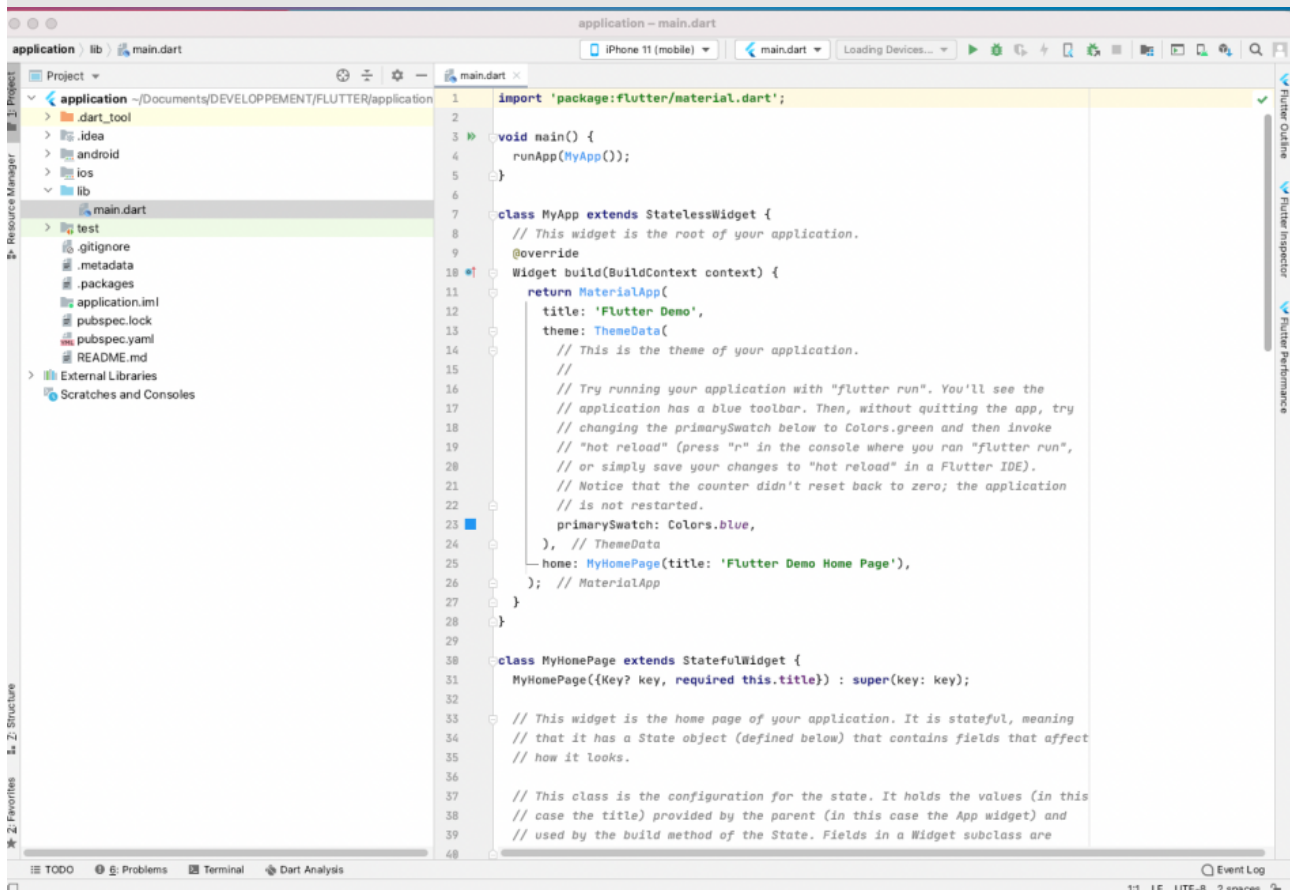 application – main.dart
application lib main.dart
iPhone 11 (mobile) main.dart Loading Devices...
Project
main.dart
application ~/Documents/DEVELOPPEMENT/FLUTTER/application
.dart_tool
.idea
android
ios
lib
main.dart
test
.gitignore
.metadata
.packages
application.iml
pubspec.lock
pubspec.yaml
README.md
External Libraries
Scratches and Consoles
1: Project
Resource Manager
Z: Structure
2: Favorites
1 import 'package:flutter/material.dart';
2
3 void main() {
4 runApp(MyApp());
5 }
6
7 class MyApp extends StatelessWidget {
8 // This widget is the root of your application.
9 @override
10 Widget build(BuildContext context) {
11 return MaterialApp(
12 title: 'Flutter Demo',
13 theme: ThemeData(
14 // This is the theme of your application.
15 //
16 // Try running your application with "flutter run". You'll see the
17 // application has a blue toolbar. Then, without quitting the app, try
18 // changing the primarySwatch below to Colors.green and then invoke
19 // "hot reload" (press "r" in the console where you ran "flutter run",
20 // or simply save your changes to "hot reload" in a Flutter IDE).
21 // Notice that the counter didn't reset back to zero; the application
22 // is not restarted.
23 primarySwatch: Colors.blue,
24 ), // ThemeData
25 home: MyHomePage(title: 'Flutter Demo Home Page'),
26 ); // MaterialApp
27 }
28 }
29
30 class MyHomePage extends StatefulWidget {
31 MyHomePage({Key? key, required this.title}) : super(key: key);
32
33 // This widget is the home page of your application. It is stateful, meaning
34 // that it has a State object (defined below) that contains fields that affect
35 // how it looks.
36
37 // This class is the configuration for the state. It holds the values (in this
38 // case the title) provided by the parent (in this case the App widget) and
39 // used by the build method of the State. Fields in a Widget subclass are
40
Flutter Outline
Flutter Inspector
Flutter Performance
TODO 6: Problems Terminal Dart Analysis Event Log
1:1 LF UTF-8 2 spaces